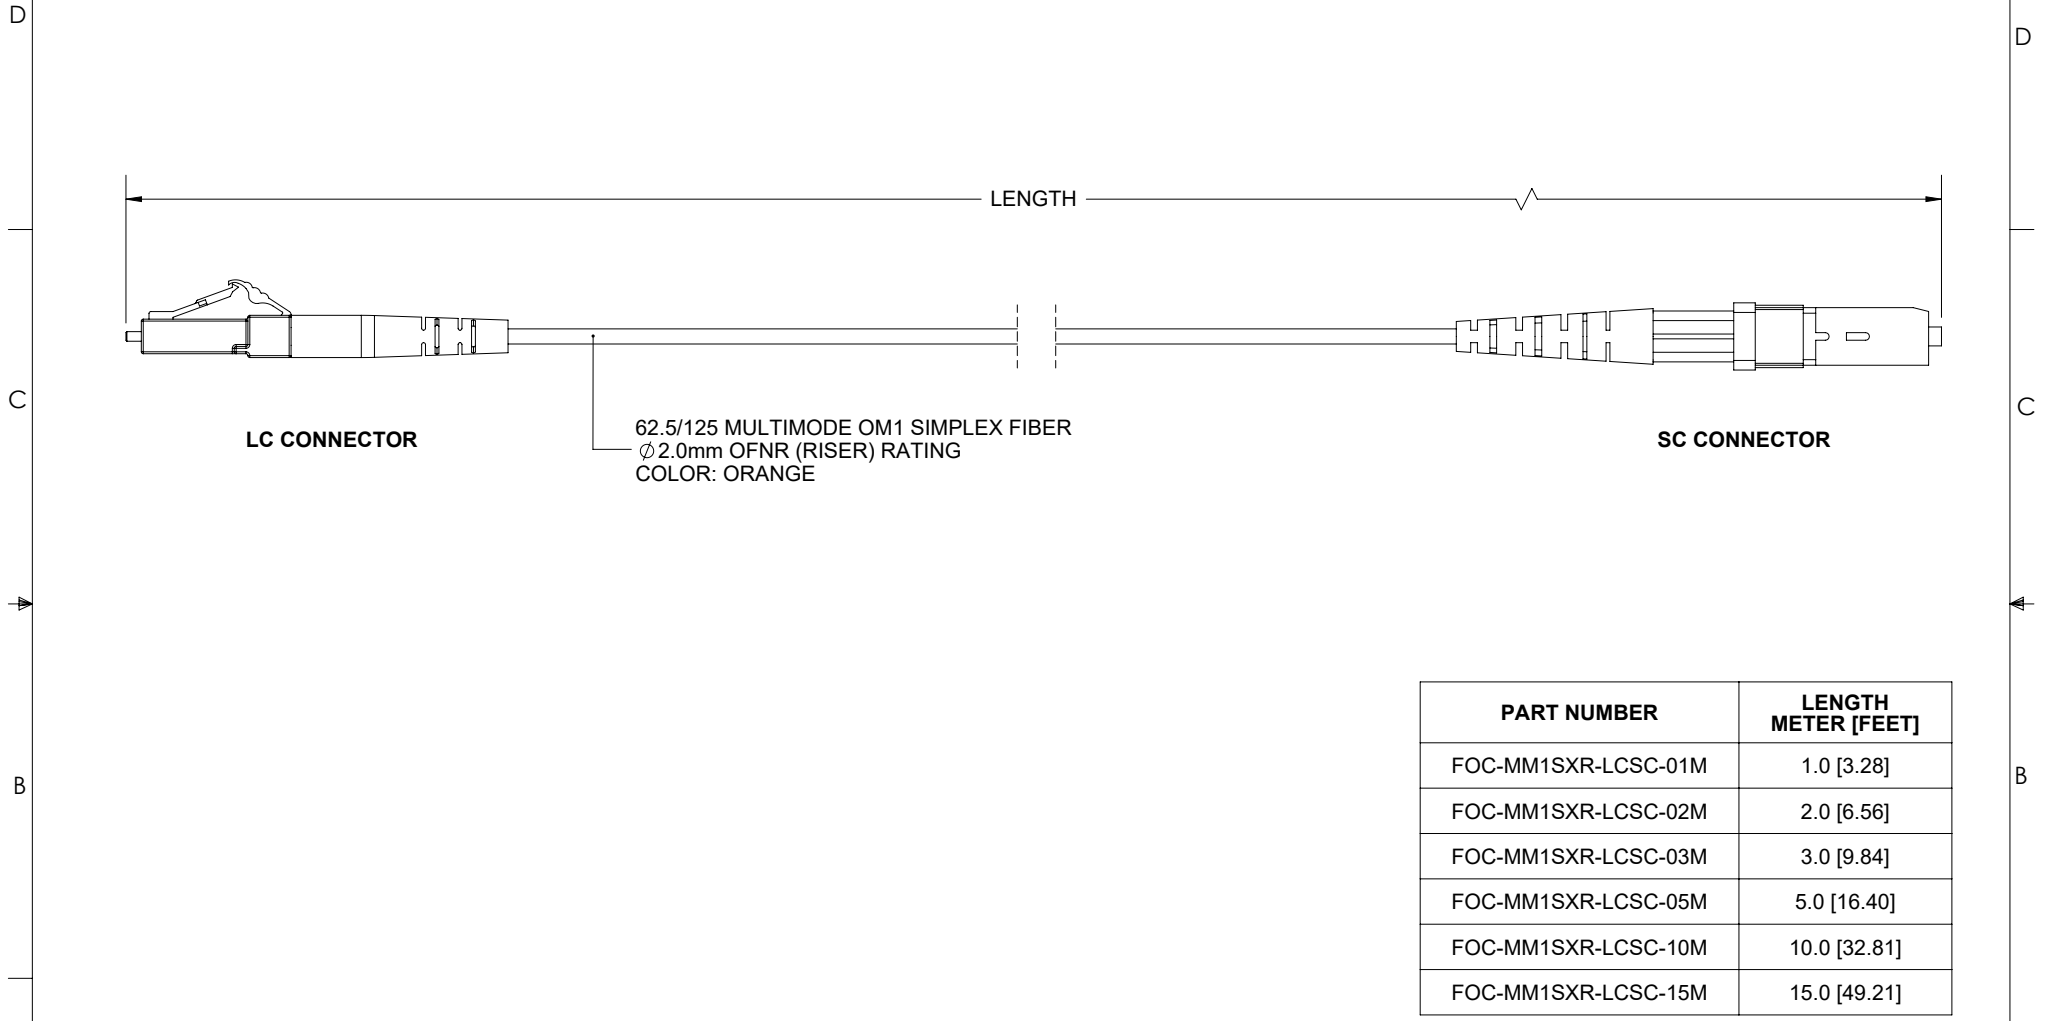 D
D
LENGTH
C
C
62.5/125 MULTIMODE OM1 SIMPLEX FIBER
∅2.0mm OFNR (RISER) RATING
COLOR: ORANGE
LC CONNECTOR
SC CONNECTOR
B
B
PART NUMBER
LENGTH
METER [FEET]
FOC-MM1SXR-LCSC-01M 1.0 [3.28]
FOC-MM1SXR-LCSC-02M 2.0 [6.56]
FOC-MM1SXR-LCSC-03M 3.0 [9.84]
FOC-MM1SXR-LCSC-05M 5.0 [16.40]
FOC-MM1SXR-LCSC-10M 10.0 [32.81]
FOC-MM1SXR-LCSC-15M 15.0 [49.21]